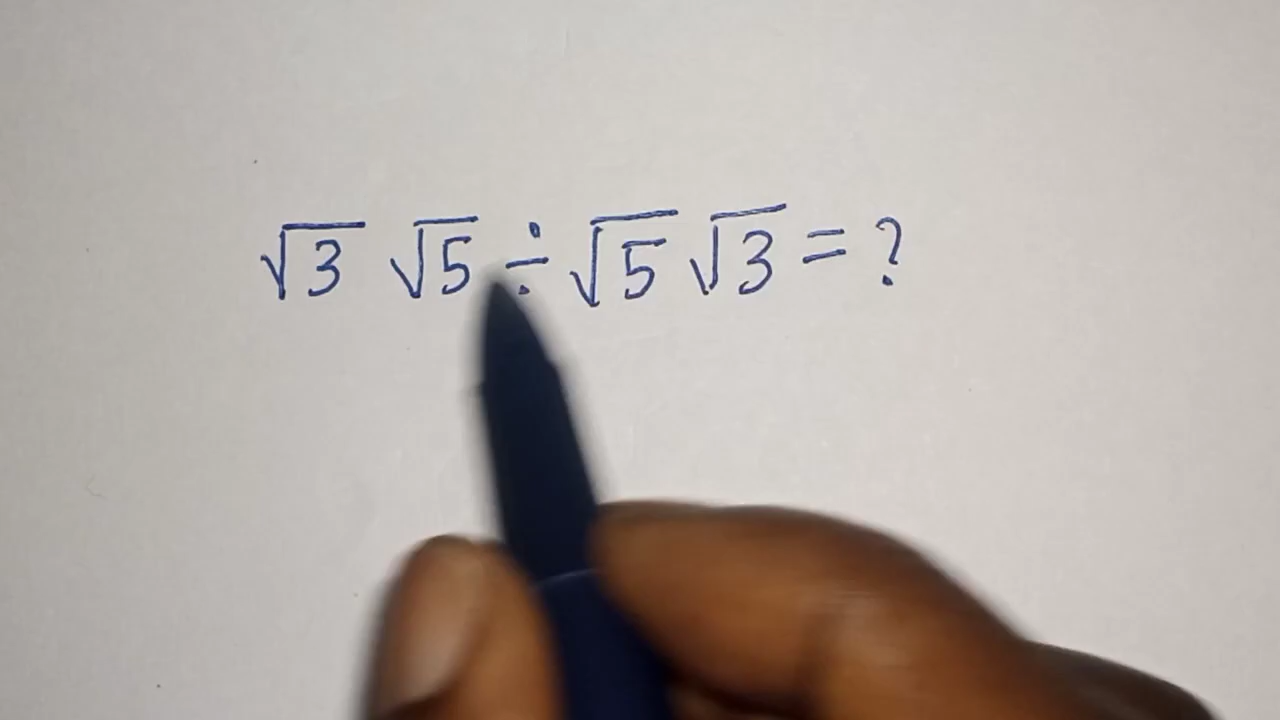 √3 √5 ÷ √5 √3 = ?